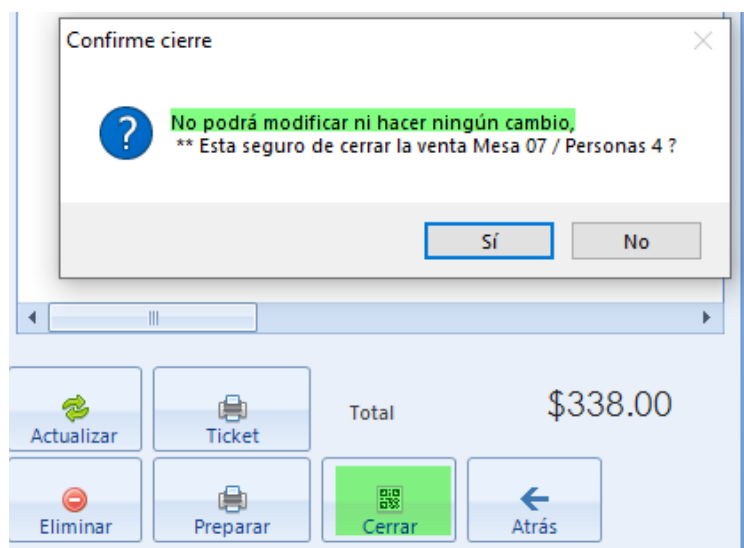 Confirme cierre
No podrá modificar ni hacer ningún cambio,
** Esta seguro de cerrar la venta Mesa 07 / Personas 4 ?
Sí
No
Actualizar
Ticket
Total
$338.00
Eliminar
Preparar
Cerrar
Atrás